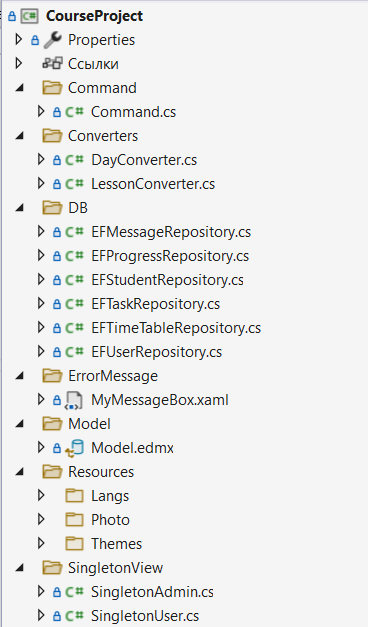 CourseProject
Properties
Ссылки
Command
C# Command.cs
Converters
C# DayConverter.cs
C# LessonConverter.cs
DB
C# EFMessageRepository.cs
C# EFProgressRepository.cs
C# EFStudentRepository.cs
C# EFTaskRepository.cs
C# EFTimeTableRepository.cs
C# EFUserRepository.cs
ErrorMessage
MyMessageBox.xaml
Model
Model.edmx
Resources
Langs
Photo
Themes
SingletonView
C# SingletonAdmin.cs
C# SingletonUser.cs